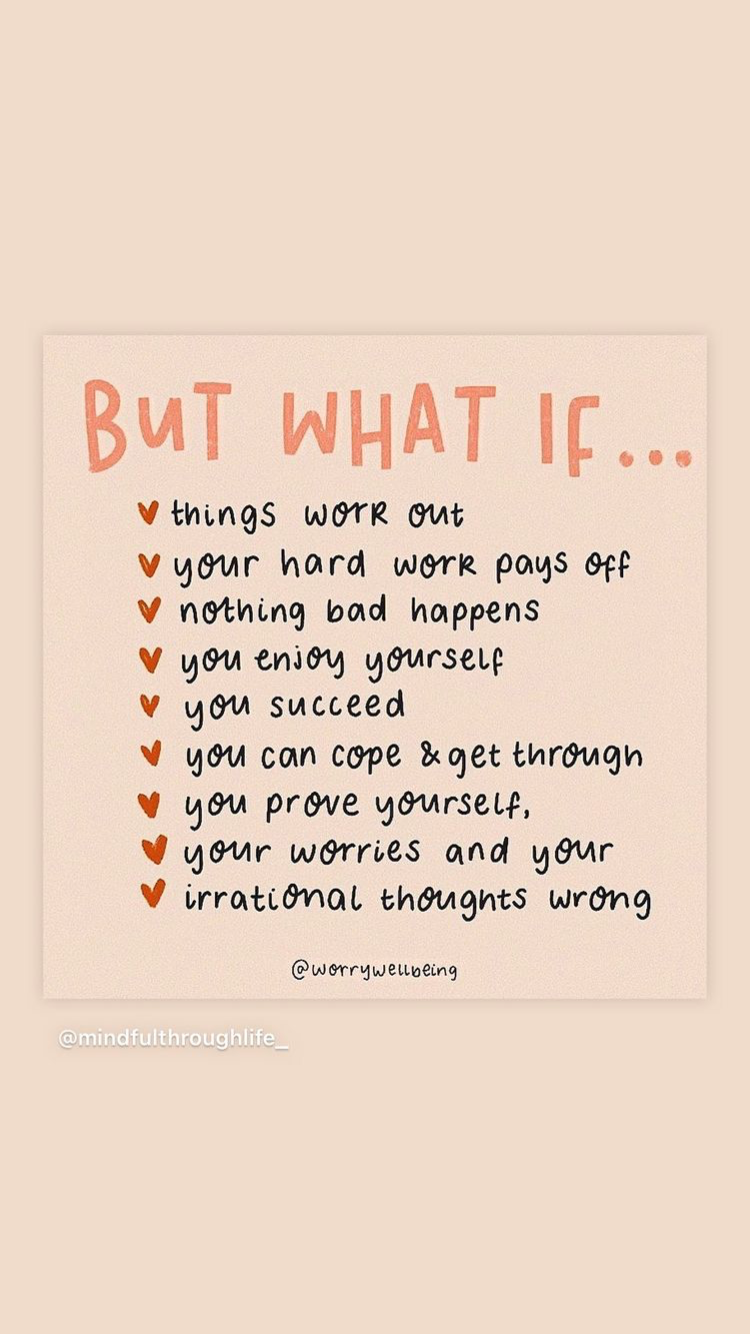 BUT WHAT IF...
things work out
your hard work pays off
nothing bad happens
you enjoy yourself
you succeed
you can cope & get through
you prove yourself,
your worries and your
irrational thoughts wrong
@worrywellbeing
@mindfulthroughlife_